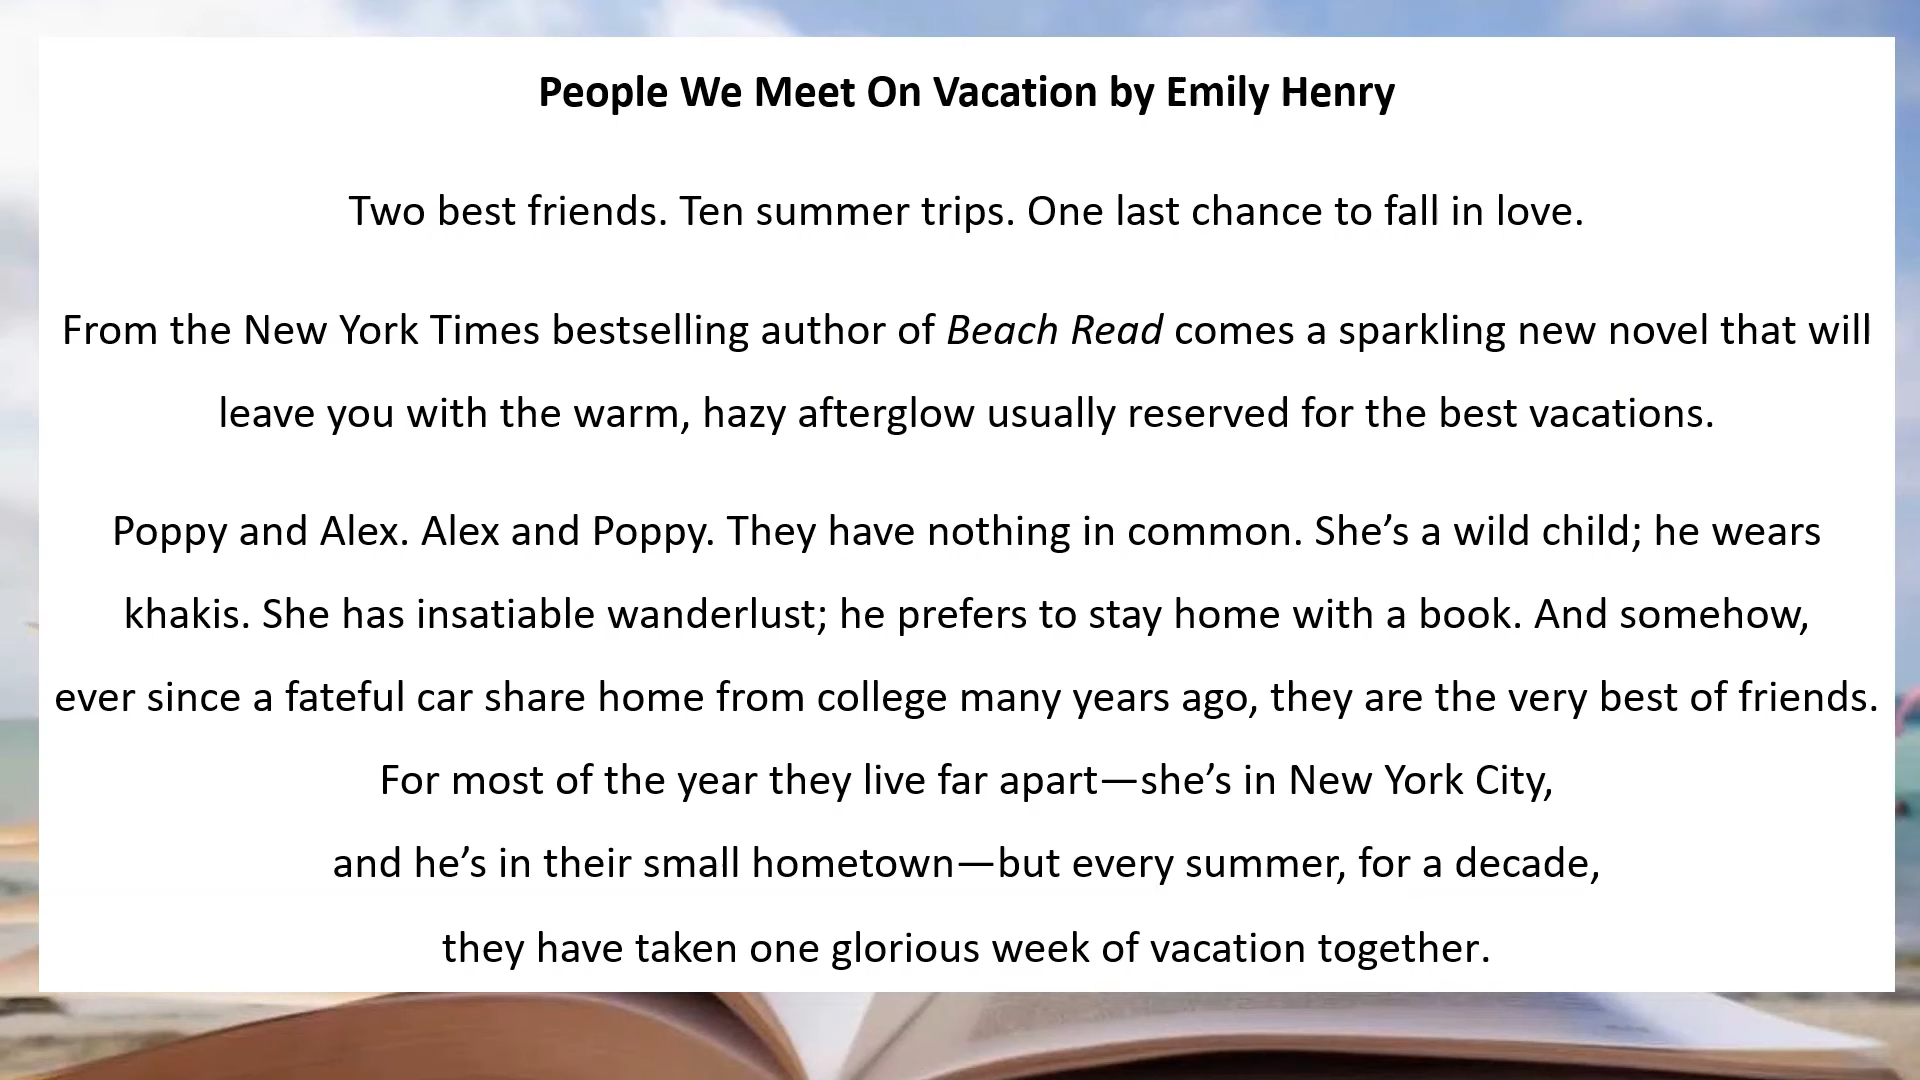 People We Meet On Vacation by Emily Henry
Two best friends. Ten summer trips. One last chance to fall in love.
From the New York Times bestselling author of Beach Read comes a sparkling new novel that will
leave you with the warm, hazy afterglow usually reserved for the best vacations.
Poppy and Alex. Alex and Poppy. They have nothing in common. She’s a wild child; he wears
khakis. She has insatiable wanderlust; he prefers to stay home with a book. And somehow,
ever since a fateful car share home from college many years ago, they are the very best of friends.
For most of the year they live far apart—she’s in New York City,
and he’s in their small hometown—but every summer, for a decade,
they have taken one glorious week of vacation together.